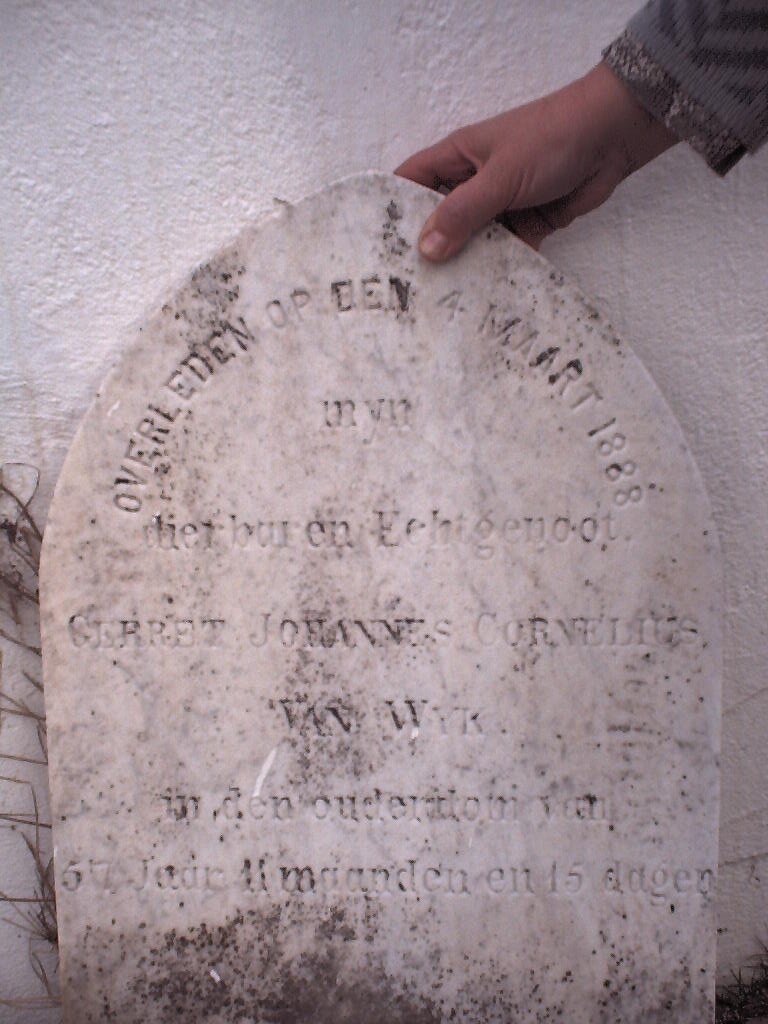 OVERLEDEN OP DEN 4 MAART 1888
myn
dierburen Echtgenoot.
GERRET JOHANNES CORNELIUS
VAN WYK.
in den ouderdom van
57 Jaar 11 maanden en 15 dagen